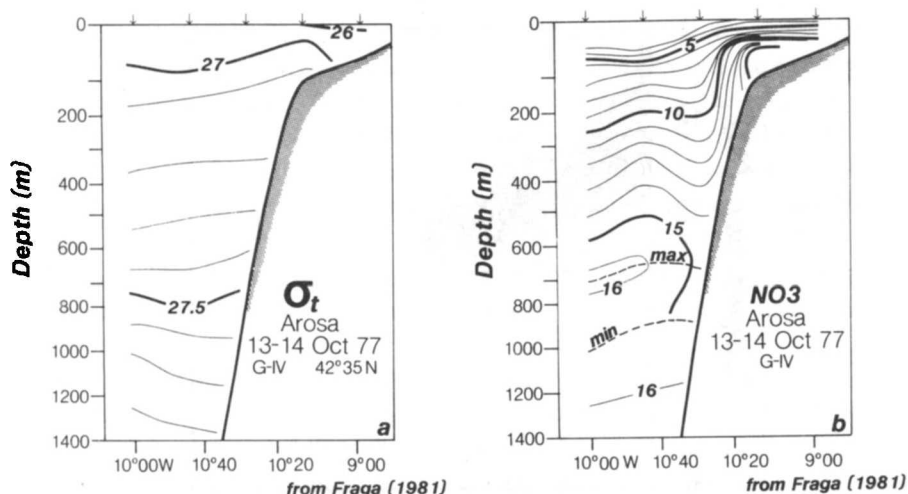 0
200
400
600
800
1000
1200
1400
Depth (m)
26
27
27.5
σt
Arosa
13-14 Oct 77
G-IV 42°35N
a
10°00W 10°40 10°20 9°00
from Fraga (1981)
0
200
400
600
800
1000
1200
1400
Depth (m)
5
10
15
max
16
min
16
NO3
Arosa
13-14 Oct 77
G-IV
b
10°00 W 10°40 10°20 9°00
from Fraga (1981)